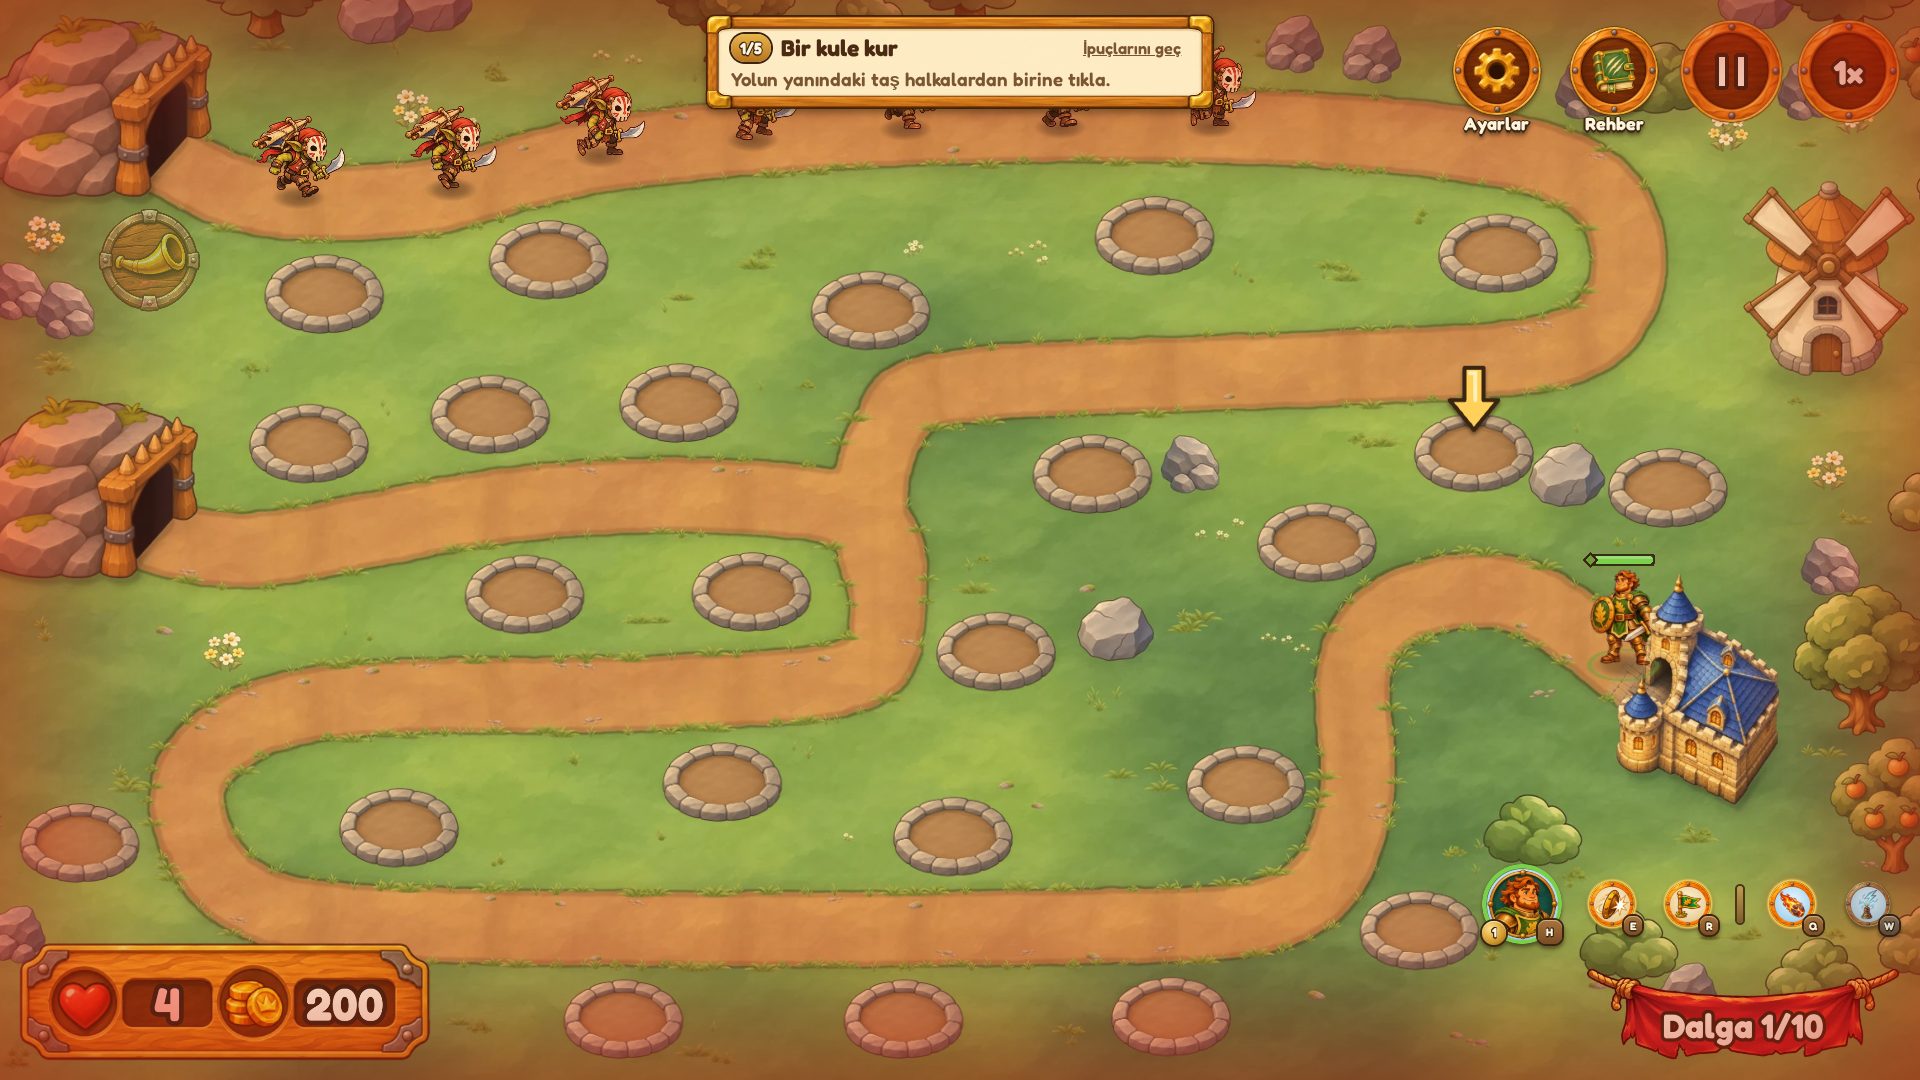 1/5 Bir kule kur İpuçlarını geç
Yolun yanındaki taş halkalardan birine tıkla.
1x
Ayarlar Rehber
E R Q W
1 H
4 200
Dalga 1/10